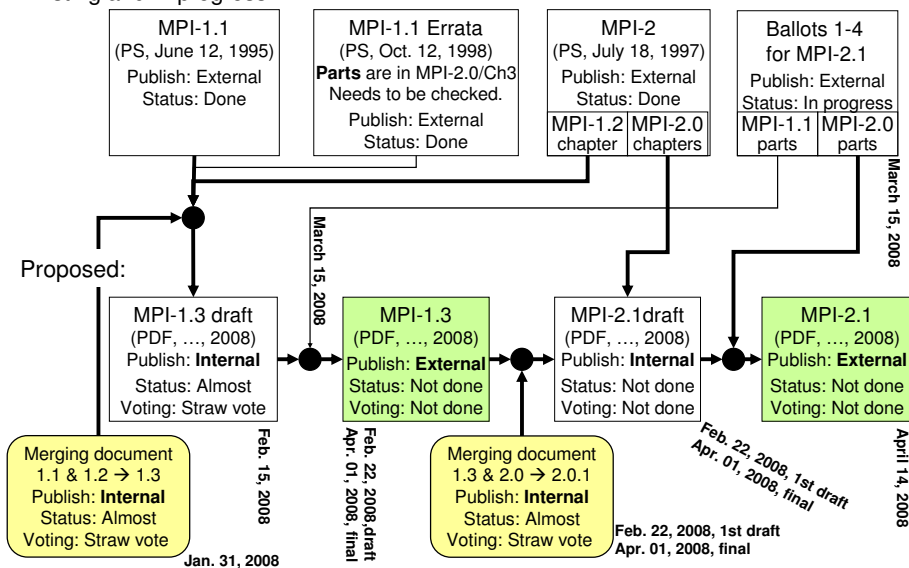 MPI-1.1
(PS, June 12, 1995)
Publish: External
Status: Done
MPI-1.1 Errata
(PS, Oct. 12, 1998)
Parts are in MPI-2.0/Ch3
Needs to be checked.
Publish: External
Status: Done
MPI-2
(PS, July 18, 1997)
Publish: External
Status: Done
MPI-1.2
chapter
MPI-2.0
chapters
Ballots 1-4
for MPI-2.1
Publish: External
Status: In progress
MPI-1.1
parts
MPI-2.0
parts
March 15, 2008
March 15, 2008
Proposed:
MPI-1.3 draft
(PDF, …, 2008)
Publish: Internal
Status: Almost
Voting: Straw vote
Feb. 15, 2008
MPI-1.3
(PDF, …, 2008)
Publish: External
Status: Not done
Voting: Not done
Feb. 22, 2008,draft
Apr. 01, 2008, final
MPI-2.1draft
(PDF, …, 2008)
Publish: Internal
Status: Not done
Voting: Not done
Feb. 22, 2008, 1st draft
Apr. 01, 2008, final
MPI-2.1
(PDF, …, 2008)
Publish: External
Status: Not done
Voting: Not done
April 14, 2008
Merging document
1.1 & 1.2 → 1.3
Publish: Internal
Status: Almost
Voting: Straw vote
Jan. 31, 2008
Merging document
1.3 & 2.0 → 2.0.1
Publish: Internal
Status: Almost
Voting: Straw vote
Feb. 22, 2008, 1st draft
Apr. 01, 2008, final